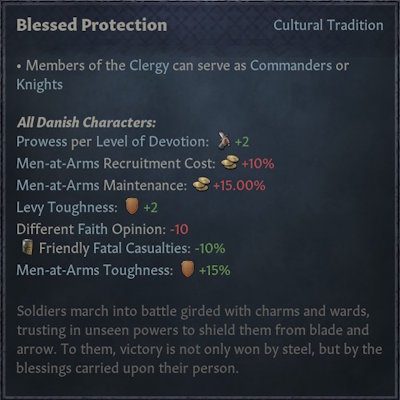 Blessed Protection
Cultural Tradition
• Members of the Clergy can serve as Commanders or
Knights
All Danish Characters:
Prowess per Level of Devotion: +2
Men-at-Arms Recruitment Cost: +10%
Men-at-Arms Maintenance: +15.00%
Levy Toughness: +2
Different Faith Opinion: -10
Friendly Fatal Casualties: -10%
Men-at-Arms Toughness: +15%
Soldiers march into battle girded with charms and wards,
trusting in unseen powers to shield them from blade and
arrow. To them, victory is not only won by steel, but by the
blessings carried upon their person.